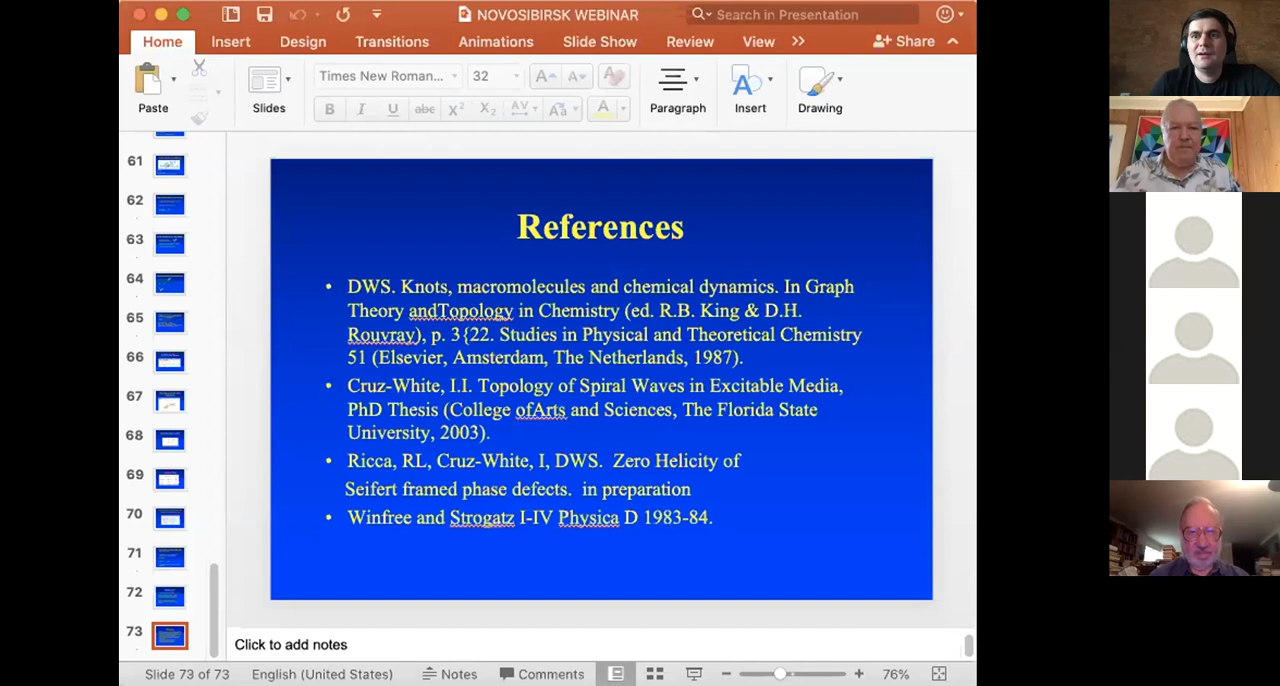 NOVOSIBIRSK WEBINAR
Search in Presentation
Home Insert Design Transitions Animations Slide Show Review View Share
Times New Roman... 32
Paste Slides Paragraph Insert Drawing
B I U abc X² X₂ AV Aa A
61
62
63
64
65
66
67
68
69
70
71
72
73
References
• DWS. Knots, macromolecules and chemical dynamics. In Graph
Theory andTopology in Chemistry (ed. R.B. King & D.H.
Rouvray), p. 3{22. Studies in Physical and Theoretical Chemistry
51 (Elsevier, Amsterdam, The Netherlands, 1987).
• Cruz-White, I.I. Topology of Spiral Waves in Excitable Media,
PhD Thesis (College ofArts and Sciences, The Florida State
University, 2003).
• Ricca, RL, Cruz-White, I, DWS. Zero Helicity of
Seifert framed phase defects. in preparation
• Winfree and Strogatz I-IV Physica D 1983-84.
Click to add notes
Slide 73 of 73 English (United States) Notes Comments 76%